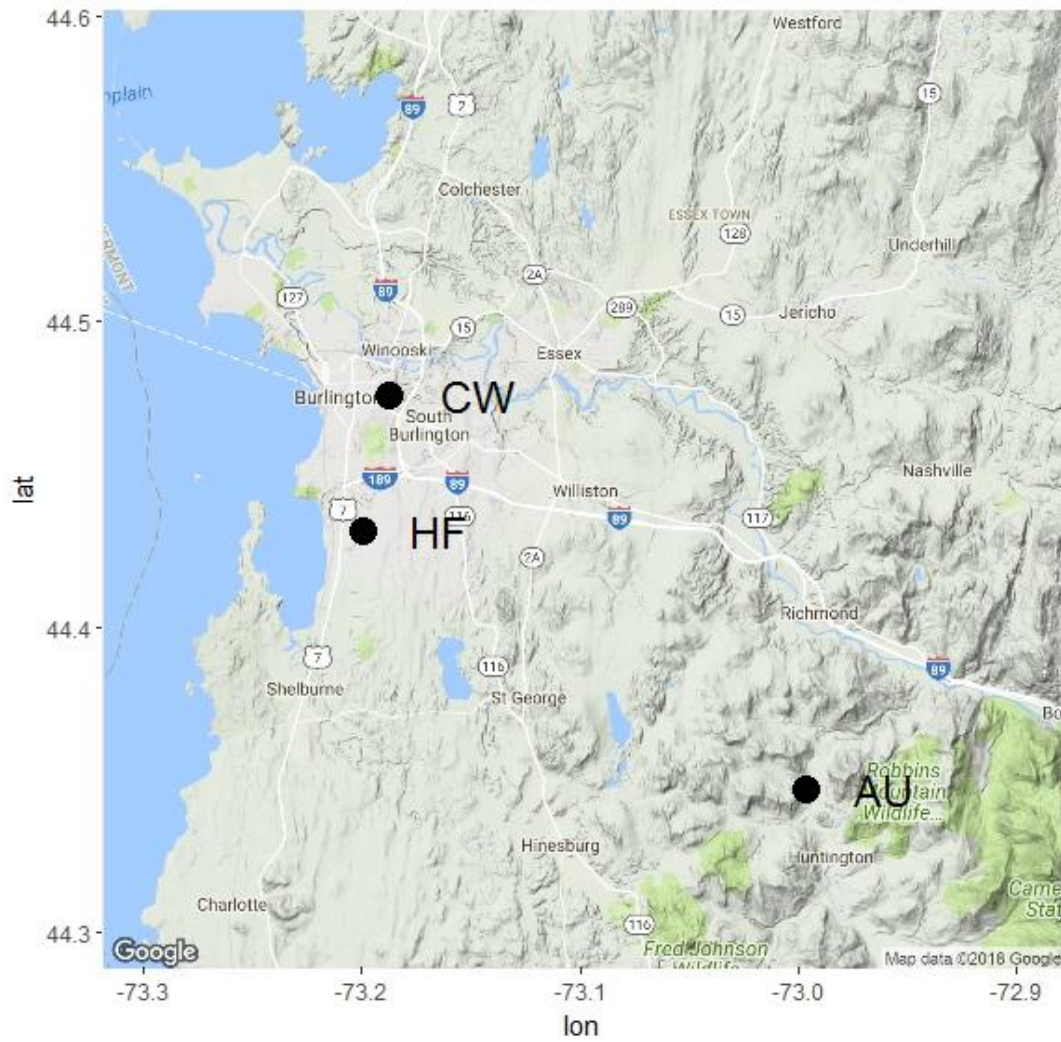 44.6
Westford
89
2
15
mplain
Colchester
ESSEX TOWN
128
Underhill
VERMONT
2A
89
127
289
44.5
15
15
Jericho
Winooski
Essex
Burlington
CW
South
Burlington
189
89
Nashville
Williston
7
116
89
117
HF
2A
Richmond
44.4
7
116
89
Shelburne
St George
lat
Robbins
Mountain
Wildlife...
AU
Hinesburg
Huntington
Charlotte
116
44.3
Google
Fred Johnson
Map data ©2018 Google
-73.3
-73.2
-73.1
-73.0
-72.9
lon